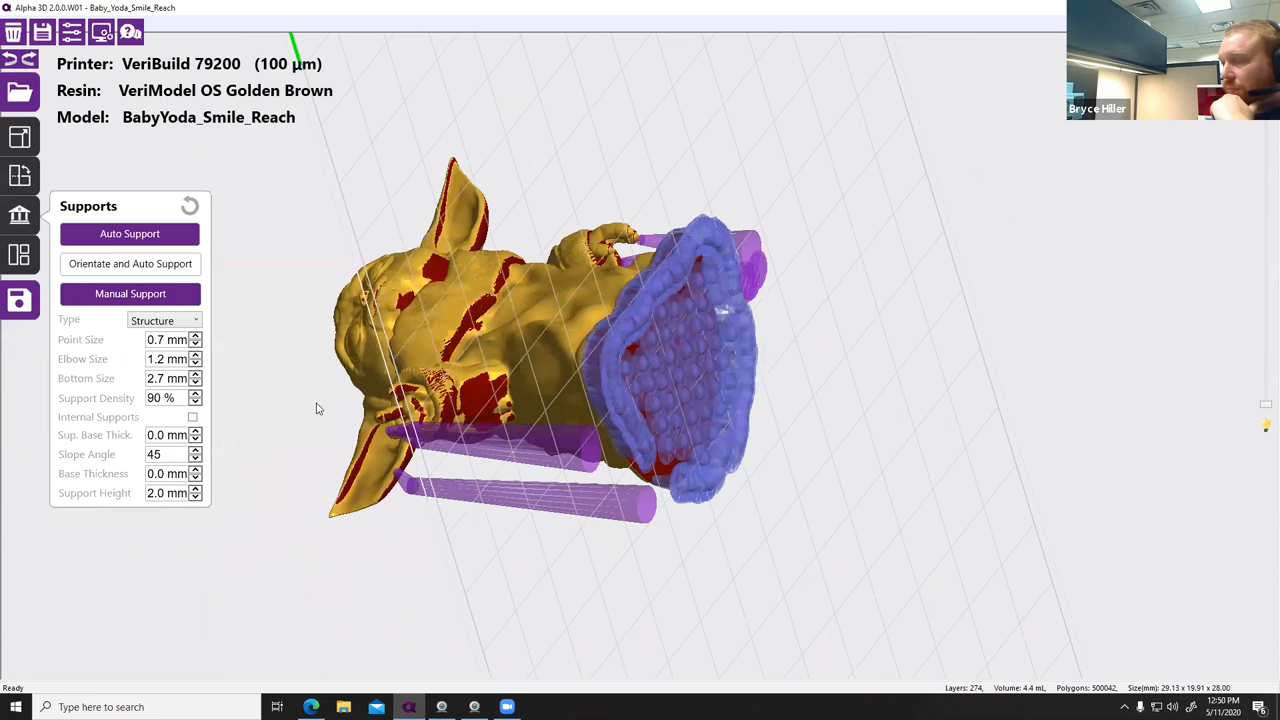 Alpha 3D 2.0.0.W01 - Baby_Yoda_Smile_Reach
Printer: VeriBuild 79200 (100 µm)
Resin: VeriModel OS Golden Brown
Model: BabyYoda_Smile_Reach
Bryce Hiller
Supports
Auto Support
Orientate and Auto Support
Manual Support
Type Structure
Point Size 0.7 mm
Elbow Size 1.2 mm
Bottom Size 2.7 mm
Support Density 90 %
Internal Supports
Sup. Base Thick. 0.0 mm
Slope Angle 45
Base Thickness 0.0 mm
Support Height 2.0 mm
Ready
Layers: 274, Volume: 4.4 mL, Polygons: 500042, Size(mm): 29.13 x 19.91 x 28.00
Type here to search
12:50 PM
5/11/2020
6